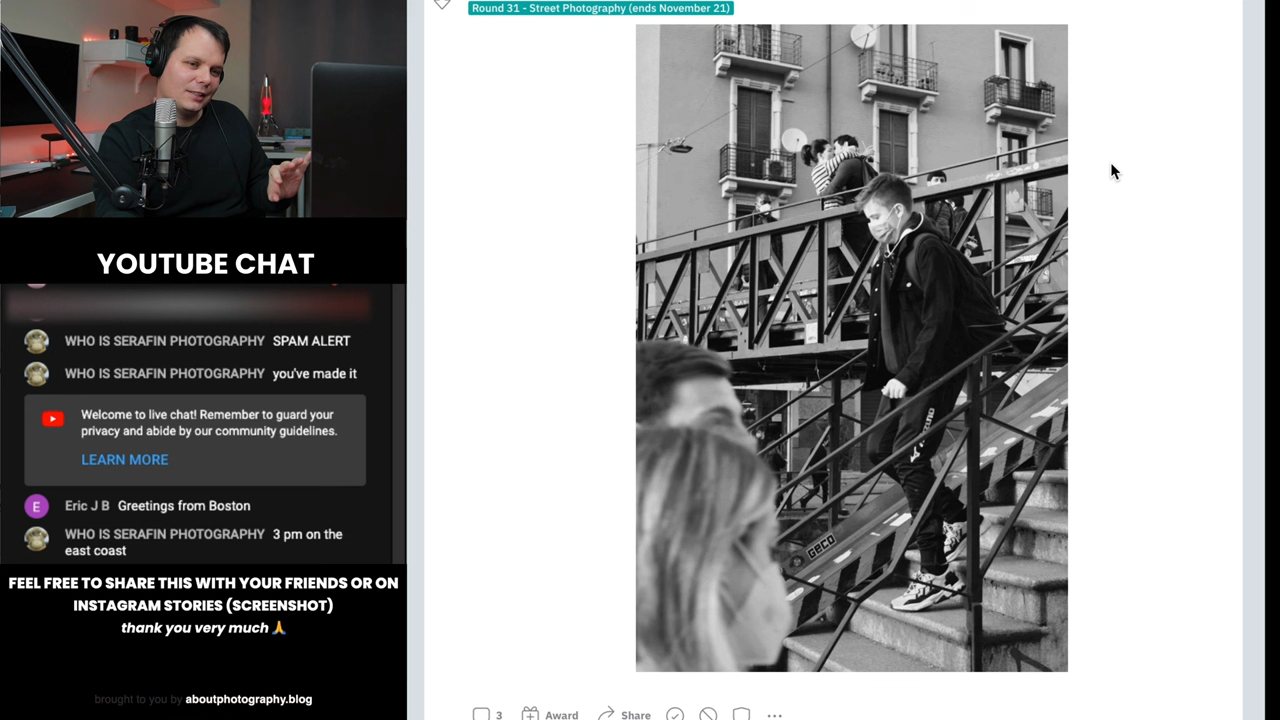 Round 31 - Street Photography (ends November 21)
YOUTUBE CHAT
WHO IS SERAFIN PHOTOGRAPHY SPAM ALERT
WHO IS SERAFIN PHOTOGRAPHY you've made it
Welcome to live chat! Remember to guard your
privacy and abide by our community guidelines.
LEARN MORE
E Eric J B Greetings from Boston
WHO IS SERAFIN PHOTOGRAPHY 3 pm on the
east coast
FEEL FREE TO SHARE THIS WITH YOUR FRIENDS OR ON
INSTAGRAM STORIES (SCREENSHOT)
thank you very much 🙏
brought to you by aboutphotography.blog
GECO
3 Award Share